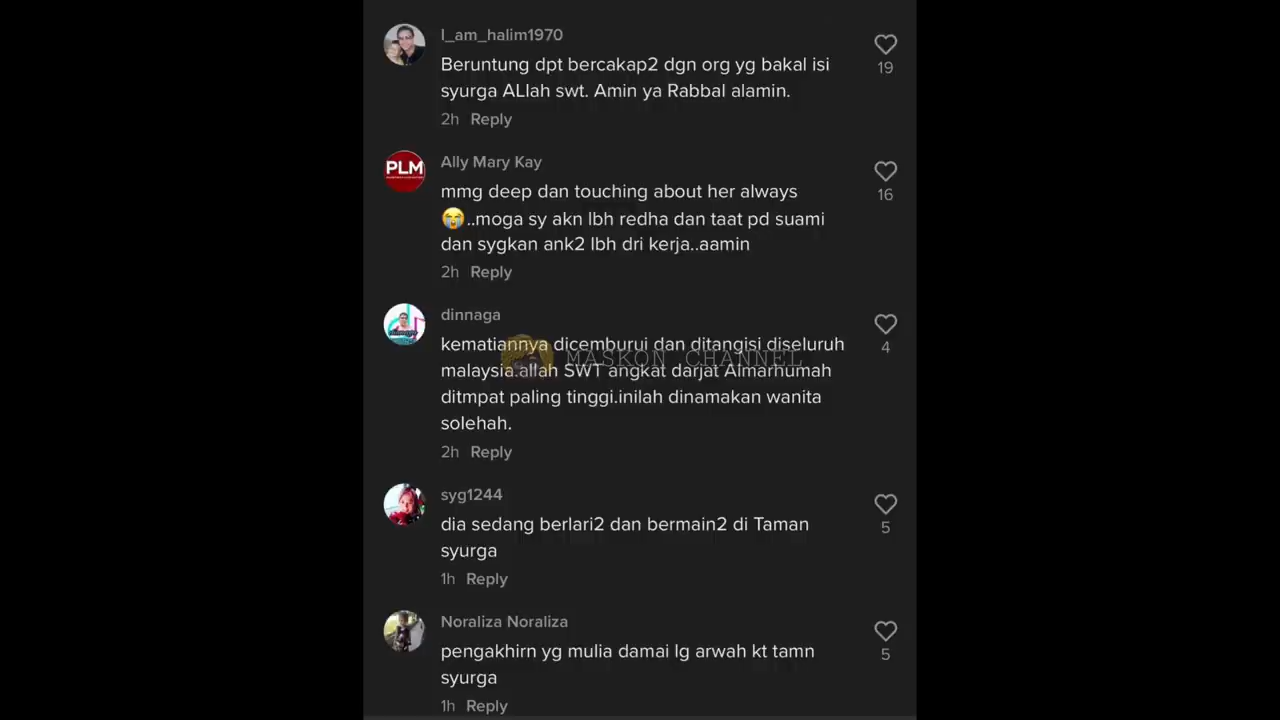 I_am_halim1970
Beruntung dpt bercakap2 dgn org yg bakal isi
syurga ALlah swt. Amin ya Rabbal alamin.
19
2h Reply
PLM
Ally Mary Kay
mmg deep dan touching about her always
😭..moga sy akn lbh redha dan taat pd suami
dan sygkan ank2 lbh dri kerja..aamin
16
2h Reply
dinnaga
kematiannya dicemburui dan ditangisi diseluruh
MASKON CHANNEL
malaysia.allah SWT angkat darjat Almarhumah
ditmpat paling tinggi.inilah dinamakan wanita
solehah.
4
2h Reply
syg1244
dia sedang berlari2 dan bermain2 di Taman
syurga
5
1h Reply
Noraliza Noraliza
pengakhirn yg mulia damai lg arwah kt tamn
syurga
5
1h Reply